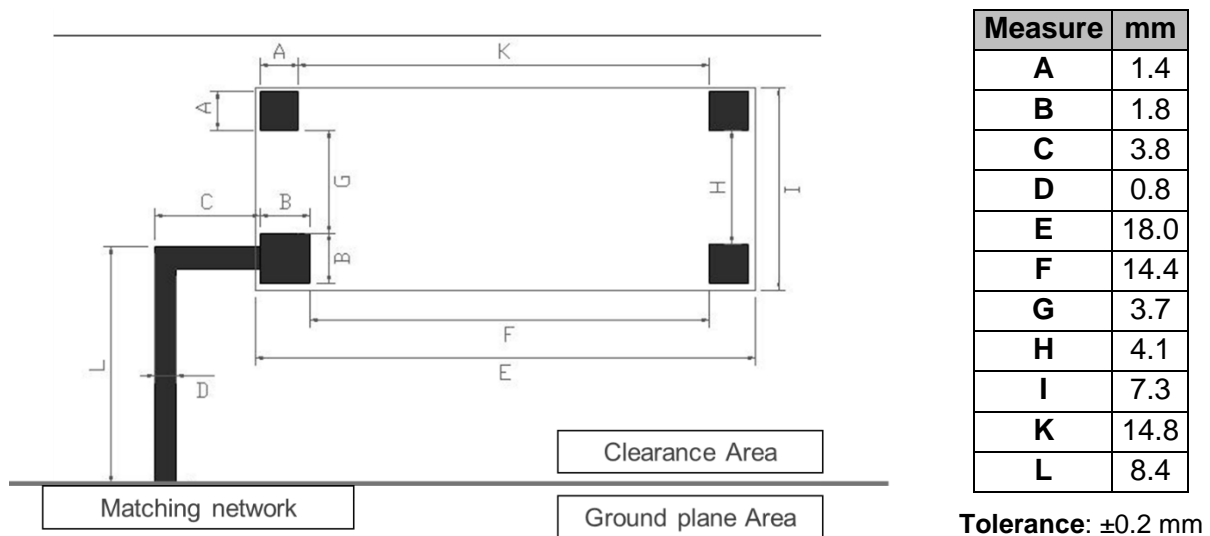 A
K
A
G
H
I
C
B
B
F
E
L
D
Clearance Area
Matching network
Ground plane Area
Measure mm
A 1.4
B 1.8
C 3.8
D 0.8
E 18.0
F 14.4
G 3.7
H 4.1
I 7.3
K 14.8
L 8.4
Tolerance: ±0.2 mm